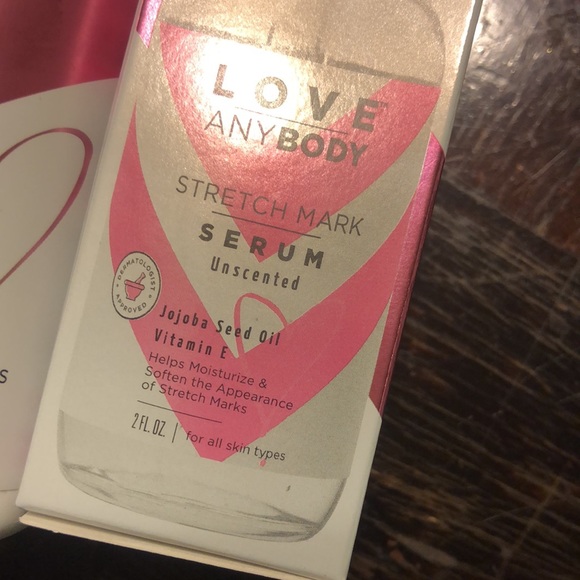 LOVE
ANYBODY
STRETCH MARK
SERUM
Unscented
DERMATOLOGIST
APPROVED
Jojoba Seed Oil
Vitamin E
Helps Moisturize &
Soften the Appearance
of Stretch Marks
2 FL. OZ. | for all skin types
S